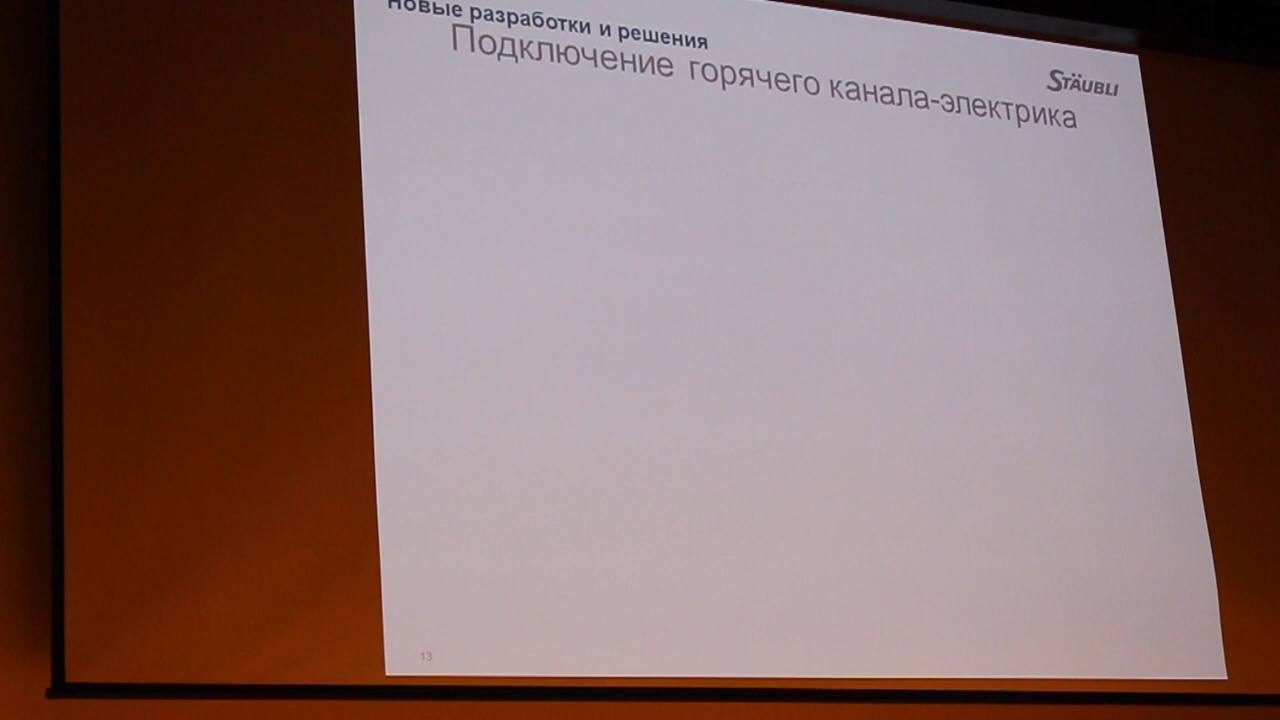 Новые разработки и решения
Подключение горячего канала-электрика
STÄUBLI
13